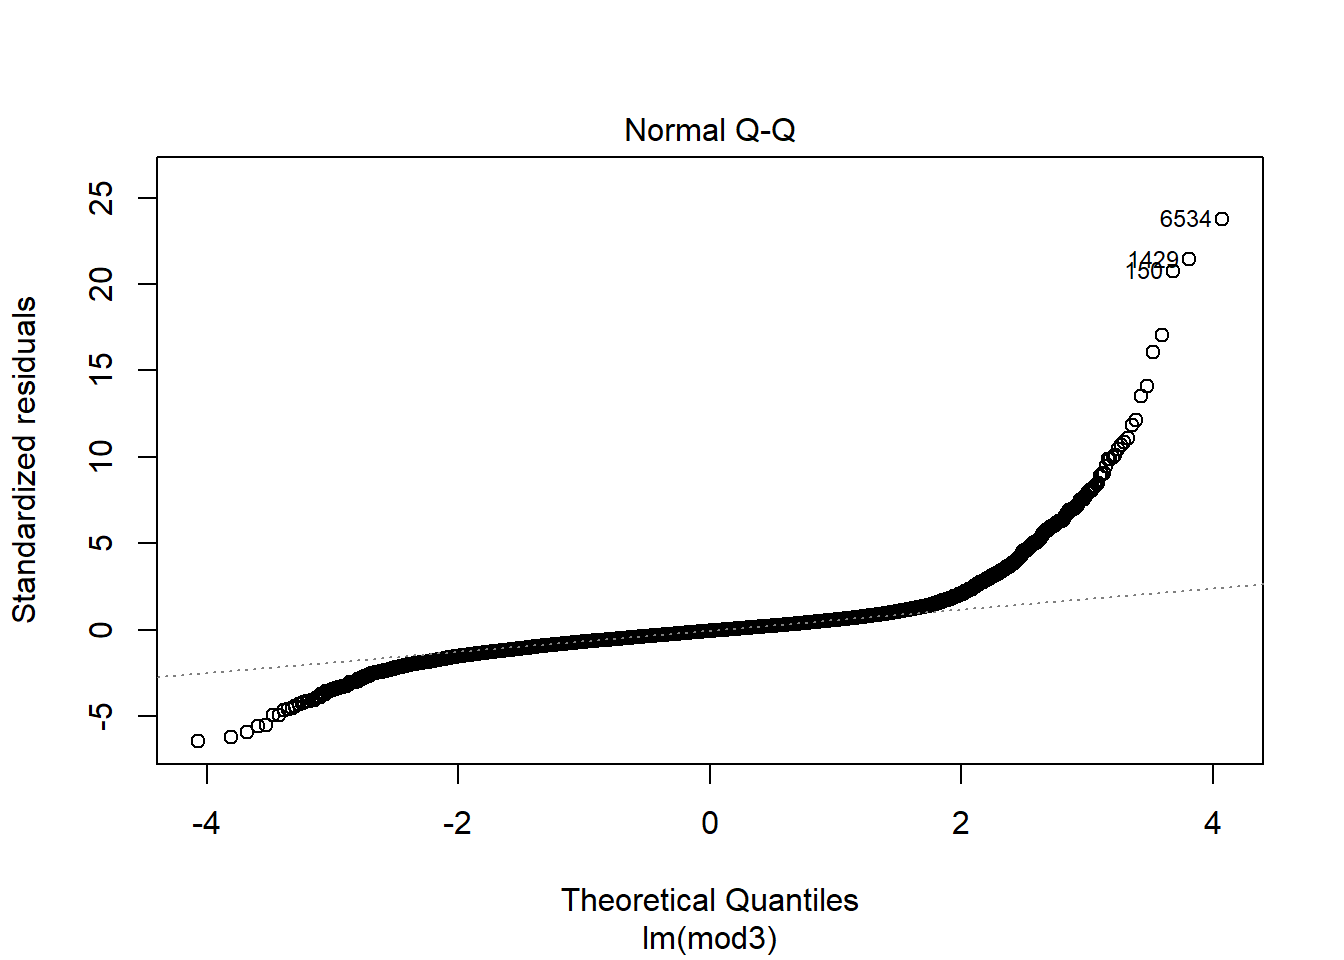 Normal Q-Q
Standardized residuals
25
20
15
10
5
0
-5
6534
1429
150
-4 -2 0 2 4
Theoretical Quantiles
lm(mod3)